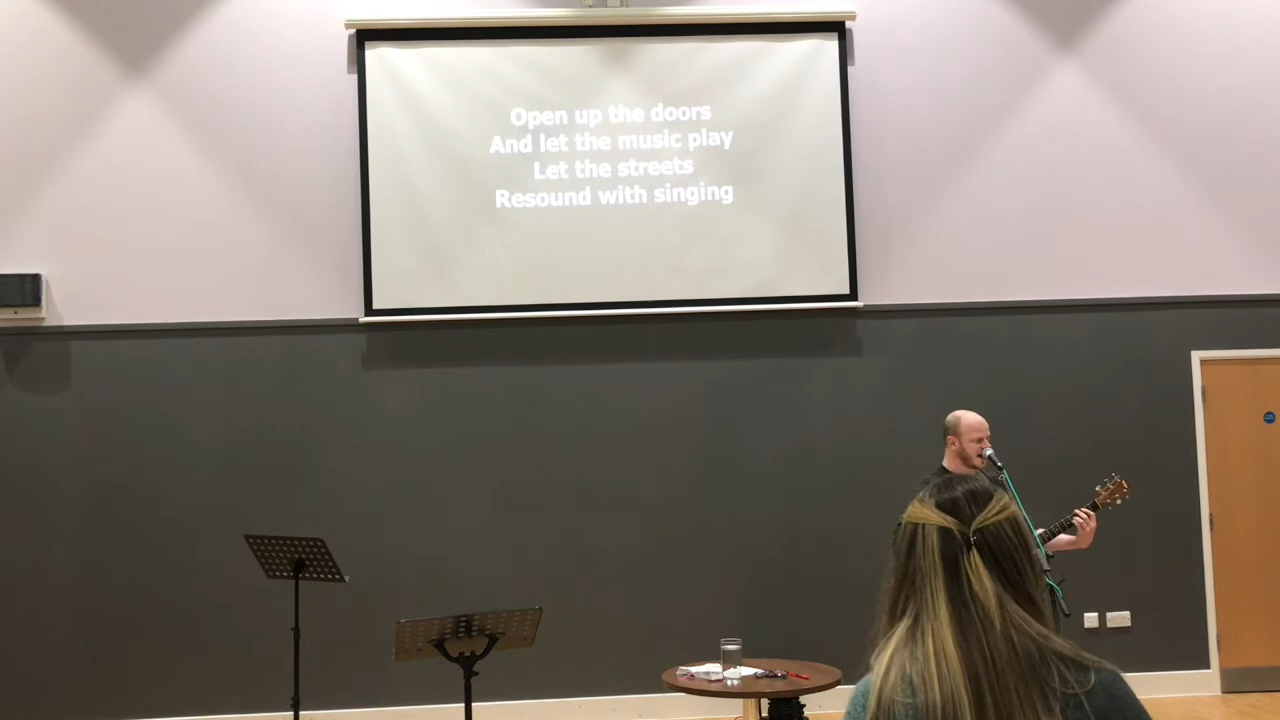 Open up the doors
And let the music play
Let the streets
Resound with singing